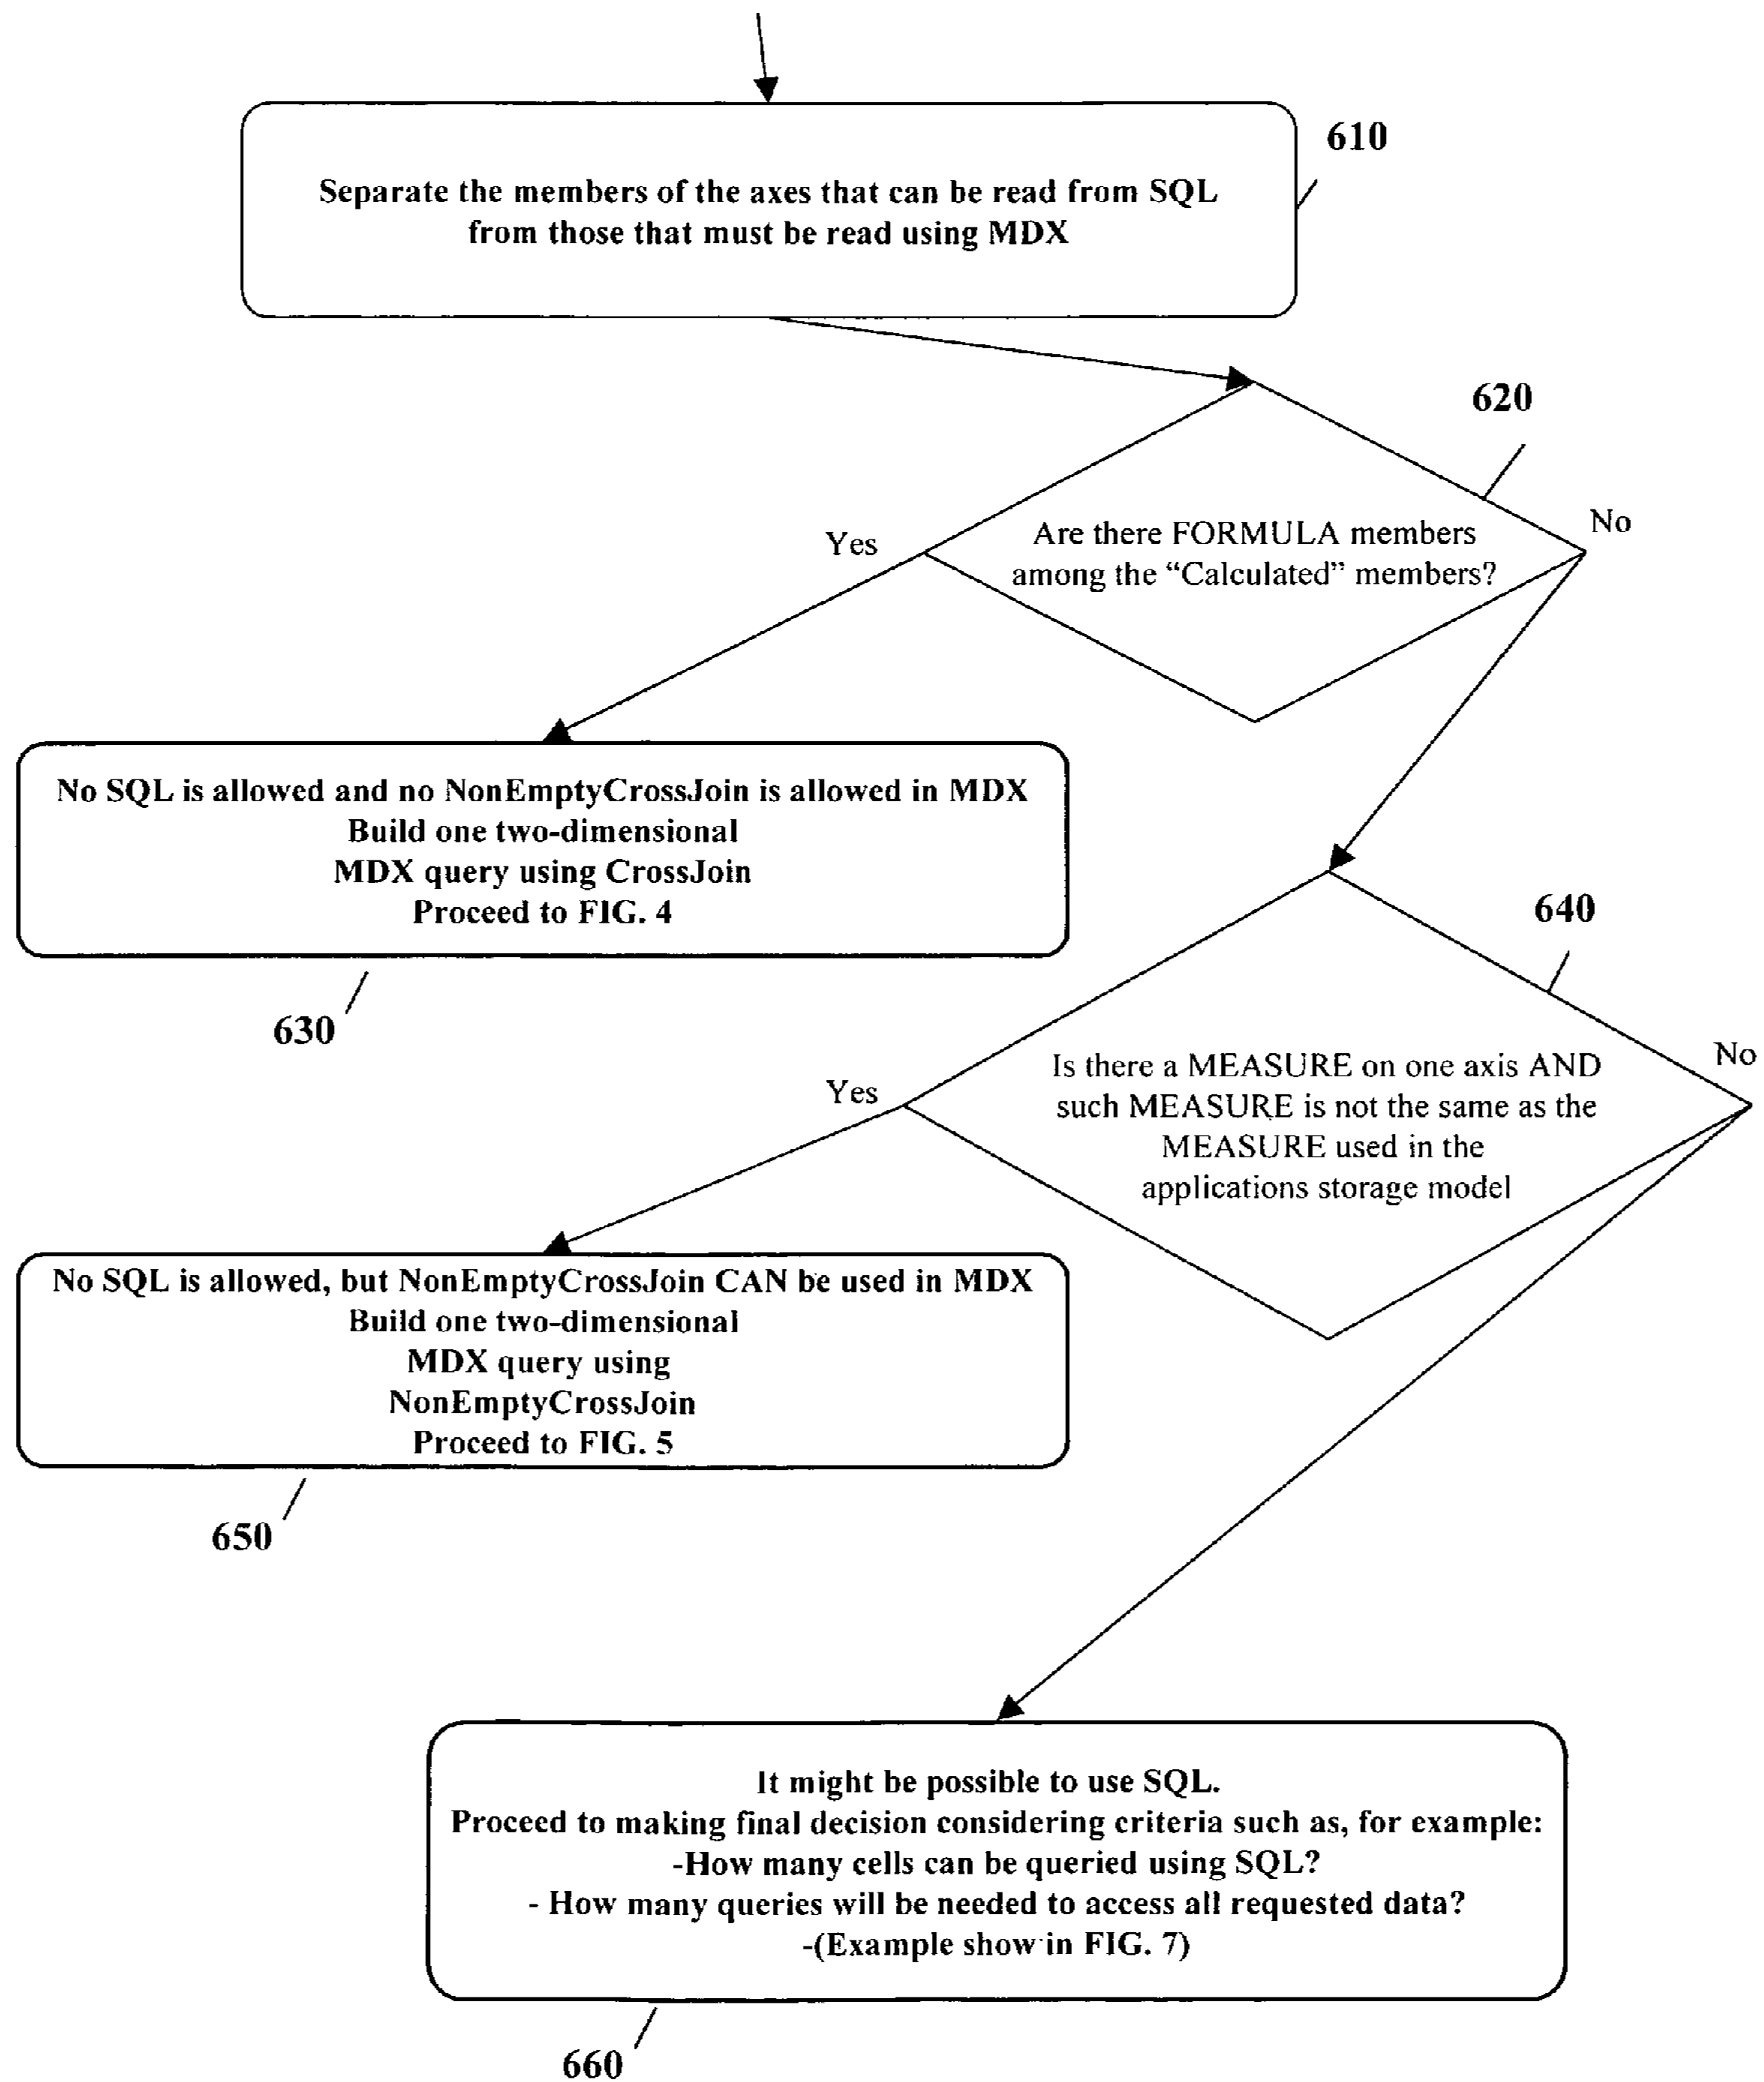 610
Separate the members of the axes that can be read from SQL
from those that must be read using MDX
620
Yes
No
Are there FORMULA members
among the “Calculated” members?
No SQL is allowed and no NonEmptyCrossJoin is allowed in MDX
Build one two-dimensional
MDX query using CrossJoin
Proceed to FIG. 4
630
640
Yes
No
Is there a MEASURE on one axis AND
such MEASURE is not the same as the
MEASURE used in the
applications storage model
No SQL is allowed, but NonEmptyCrossJoin CAN be used in MDX
Build one two-dimensional
MDX query using
NonEmptyCrossJoin
Proceed to FIG. 5
650
It might be possible to use SQL.
Proceed to making final decision considering criteria such as, for example:
-How many cells can be queried using SQL?
- How many queries will be needed to access all requested data?
-(Example show in FIG. 7)
660